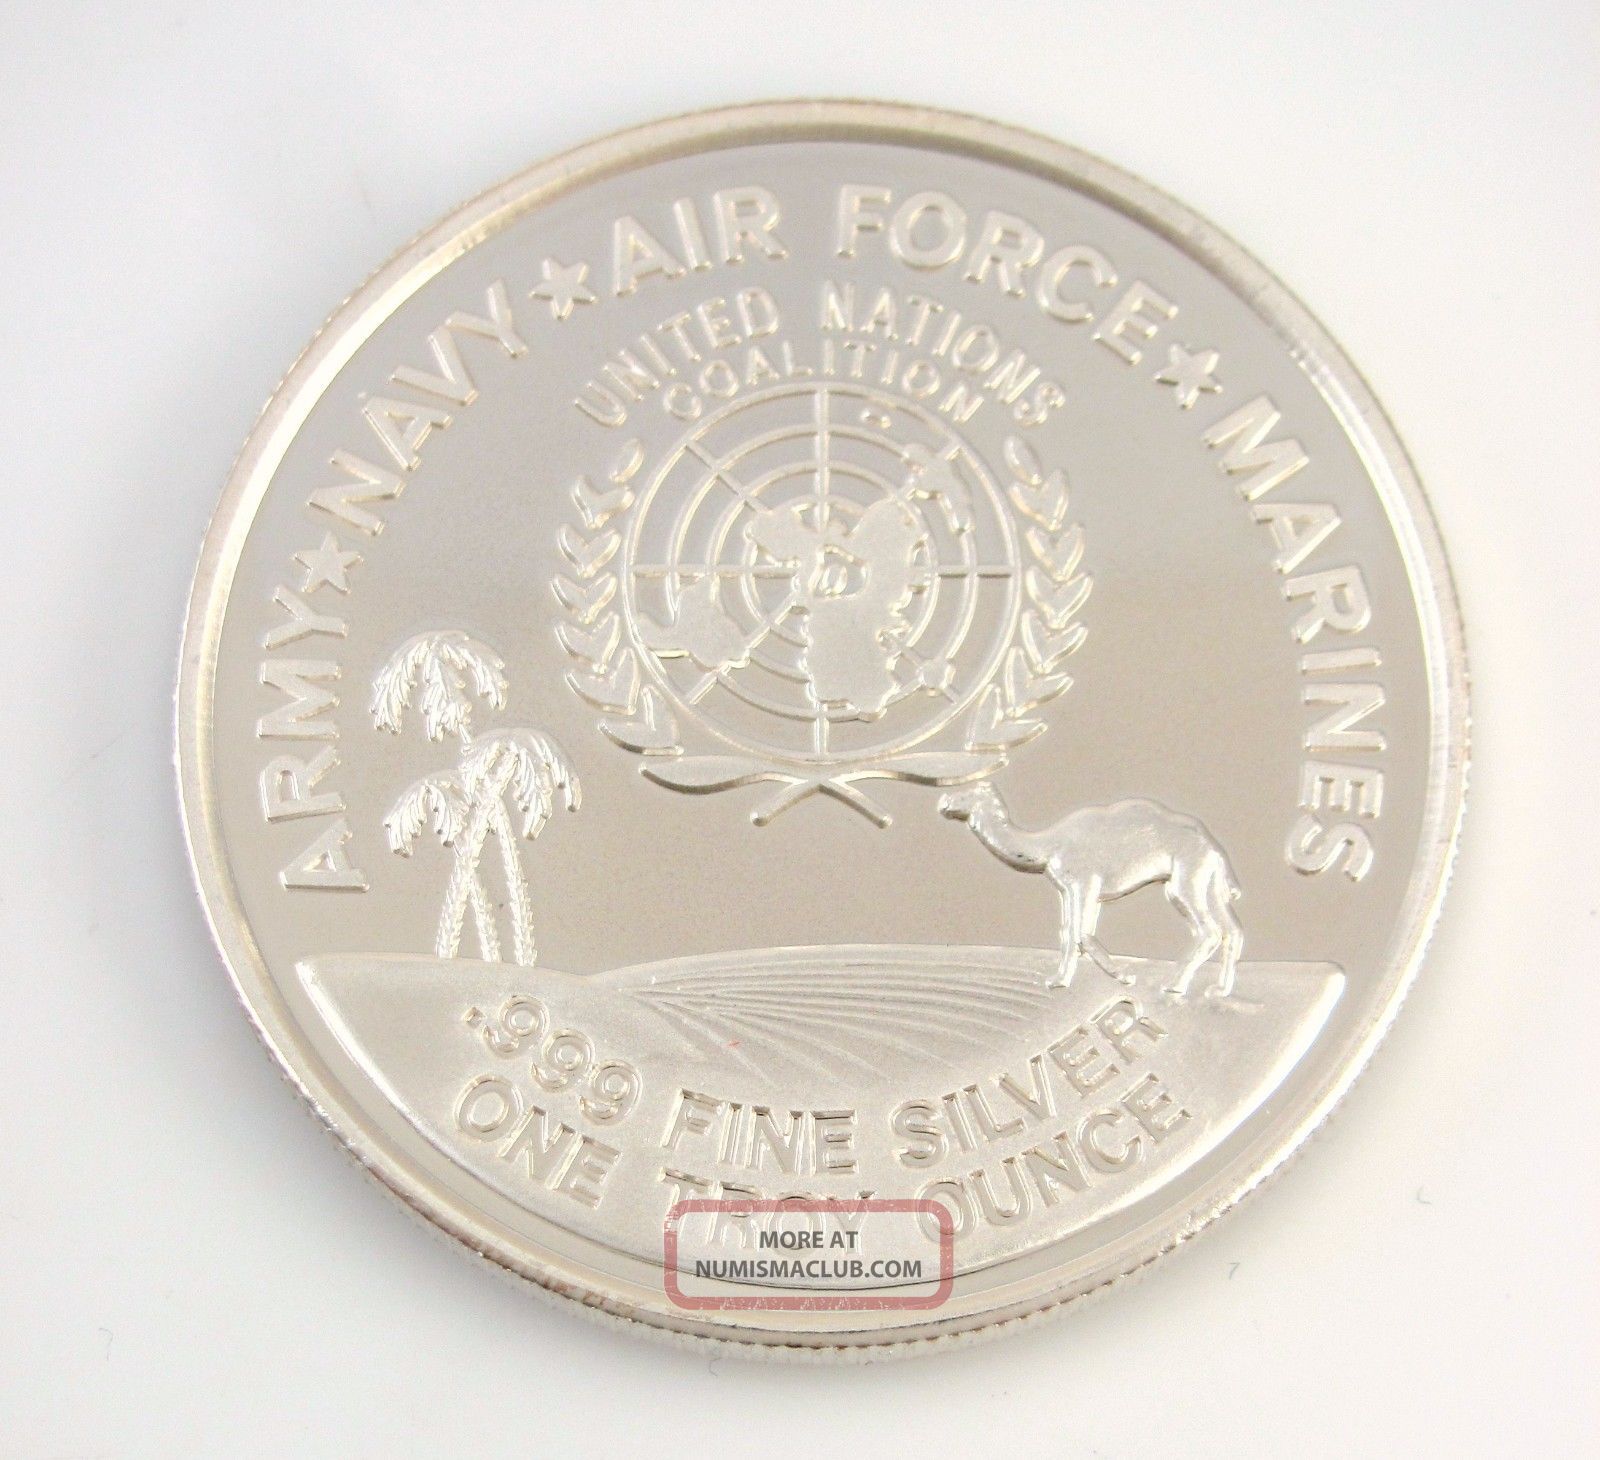 ARMY★NAVY★AIR FORCE★MARINES
UNITED NATIONS
COALITION
.999 FINE SILVER
ONE TROY OUNCE
MORE AT
NUMISMACLUB.COM